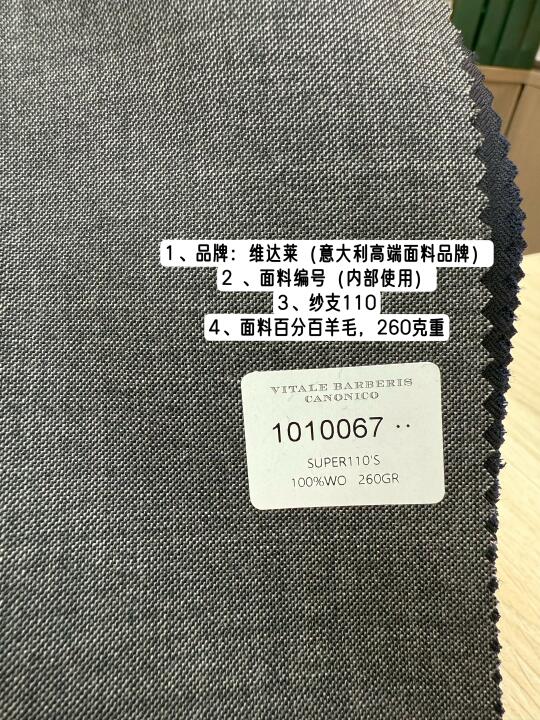 1、品牌：维达莱（意大利高端面料品牌）
2 、面料编号（内部使用）
3、纱支110
4、面料百分百羊毛，260克重
VITALE BARBERIS
CANONICO
1010067 ..
SUPER110'S
100%WO 260GR